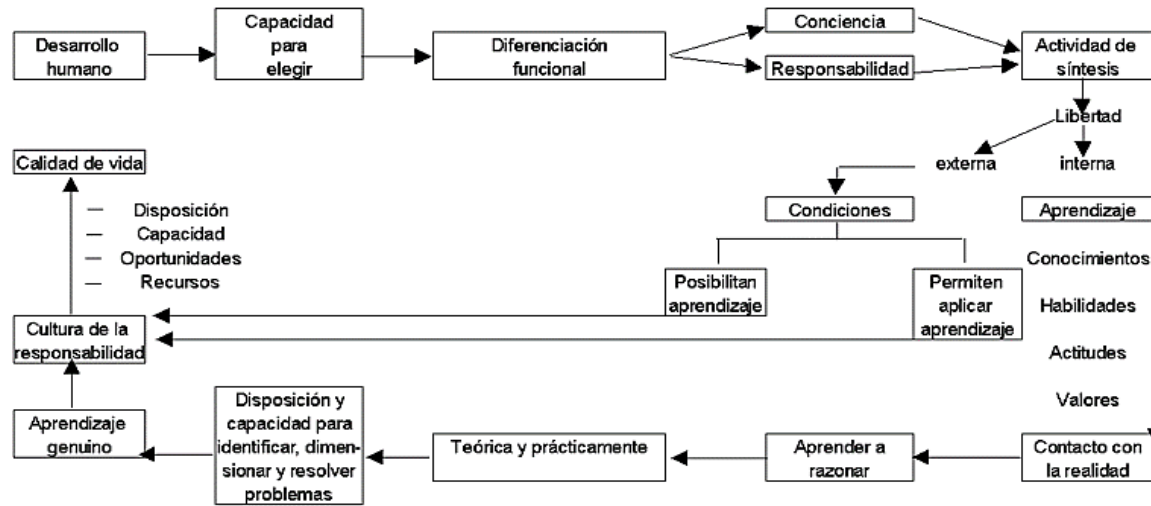 Desarrollo
humano
Capacidad
para
elegir
Diferenciación
funcional
Conciencia
Responsabilidad
Actividad de
síntesis
Libertad
externa
interna
Calidad de vida
— Disposición
— Capacidad
— Oportunidades
— Recursos
Condiciones
Aprendizaje
Posibilitan
aprendizaje
Permiten
aplicar
aprendizaje
Conocimientos
Habilidades
Actitudes
Valores
Cultura de la
responsabilidad
Aprendizaje
genuino
Disposición y
capacidad para
identificar, dimen-
sionar y resolver
problemas
Teórica y prácticamente
Aprender a
razonar
Contacto con
la realidad